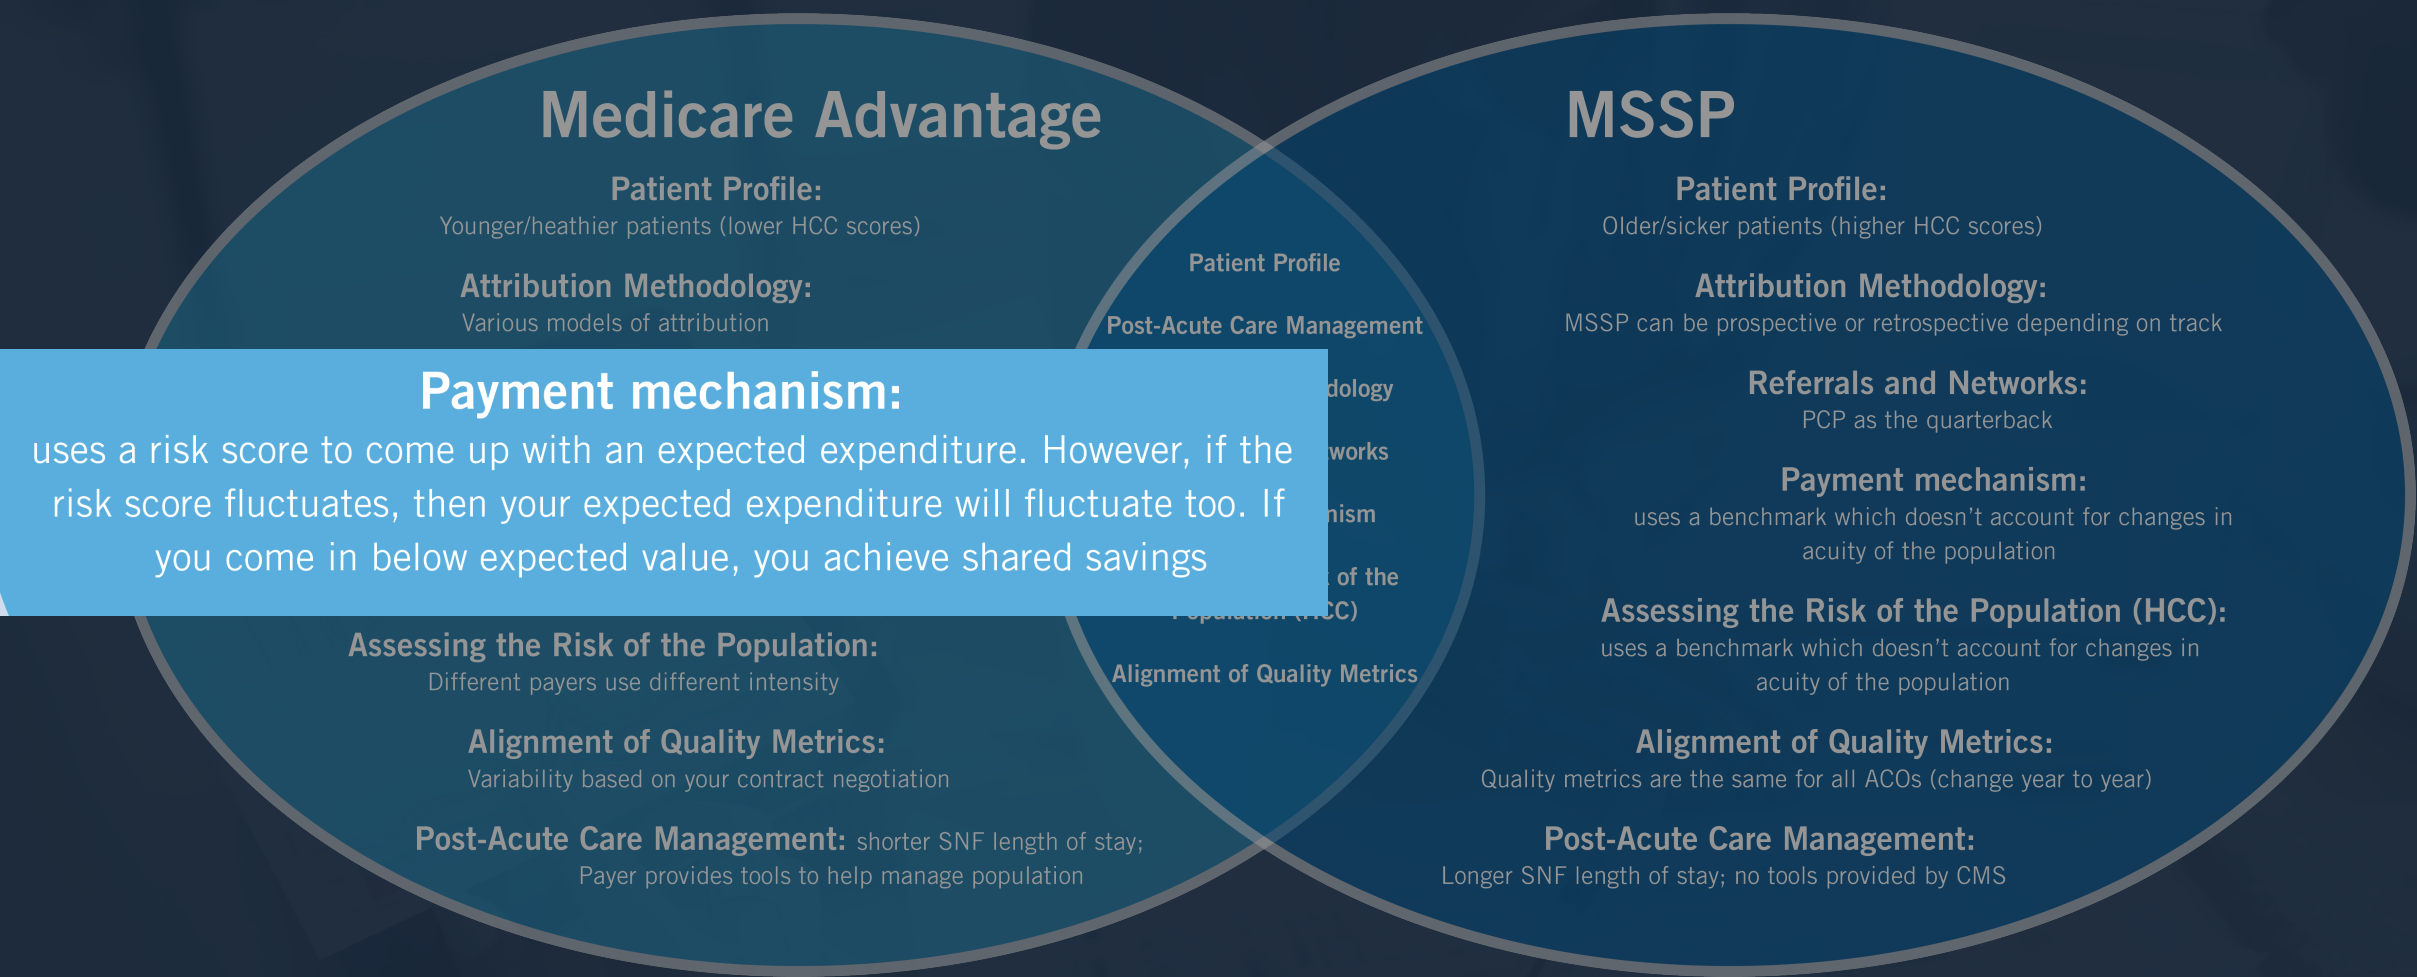 Medicare Advantage
Patient Profile:
Younger/heathier patients (lower HCC scores)
Attribution Methodology:
Various models of attribution
Payment mechanism:
uses a risk score to come up with an expected expenditure. However, if the
risk score fluctuates, then your expected expenditure will fluctuate too. If
you come in below expected value, you achieve shared savings
Assessing the Risk of the Population:
Different payers use different intensity
Alignment of Quality Metrics:
Variability based on your contract negotiation
Post-Acute Care Management: shorter SNF length of stay;
Payer provides tools to help manage population
Patient Profile
Post-Acute Care Management
of the
Alignment of Quality Metrics
MSSP
Patient Profile:
Older/sicker patients (higher HCC scores)
Attribution Methodology:
MSSP can be prospective or retrospective depending on track
Referrals and Networks:
PCP as the quarterback
Payment mechanism:
uses a benchmark which doesn't account for changes in
acuity of the population
Assessing the Risk of the Population (HCC):
uses a benchmark which doesn't account for changes in
acuity of the population
Alignment of Quality Metrics:
Quality metrics are the same for all ACOs (change year to year)
Post-Acute Care Management:
Longer SNF length of stay; no tools provided by CMS